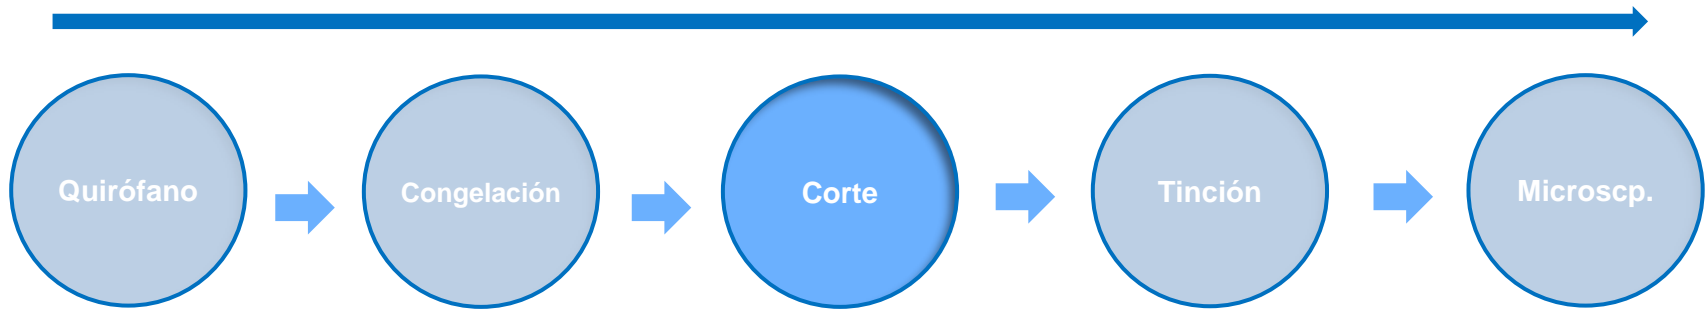 Quirófano
Congelación
Corte
Tinción
Microscp.